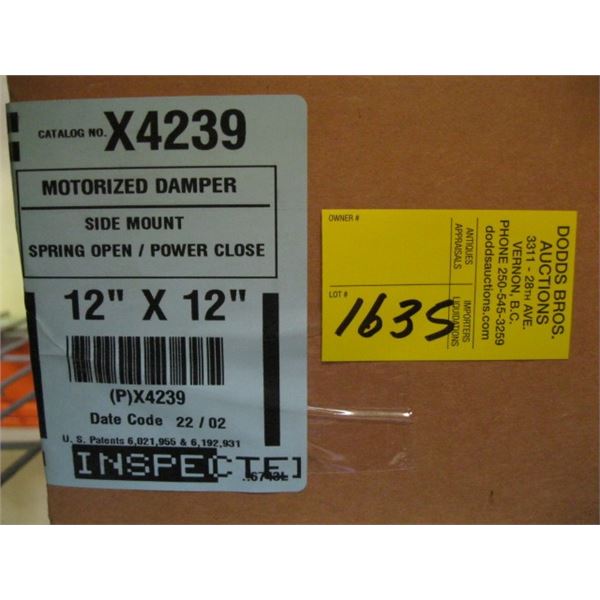 CATALOG NO. X4239
MOTORIZED DAMPER
SIDE MOUNT
SPRING OPEN / POWER CLOSE
12" X 12"
(P)X4239
Date Code 22 / 02
U. S. Patents 6,021,955 & 6,192,931
INSPECTE
..6743L
OWNER #
LOT #
1635
ANTIQUES
APPRAISALS
IMPORTERS
LIQUIDATIONS
DODDS BROS.
AUCTIONS
3311 - 28TH AVE.
VERNON, B.C.
PHONE 250-545-3259
doddsauctions.com